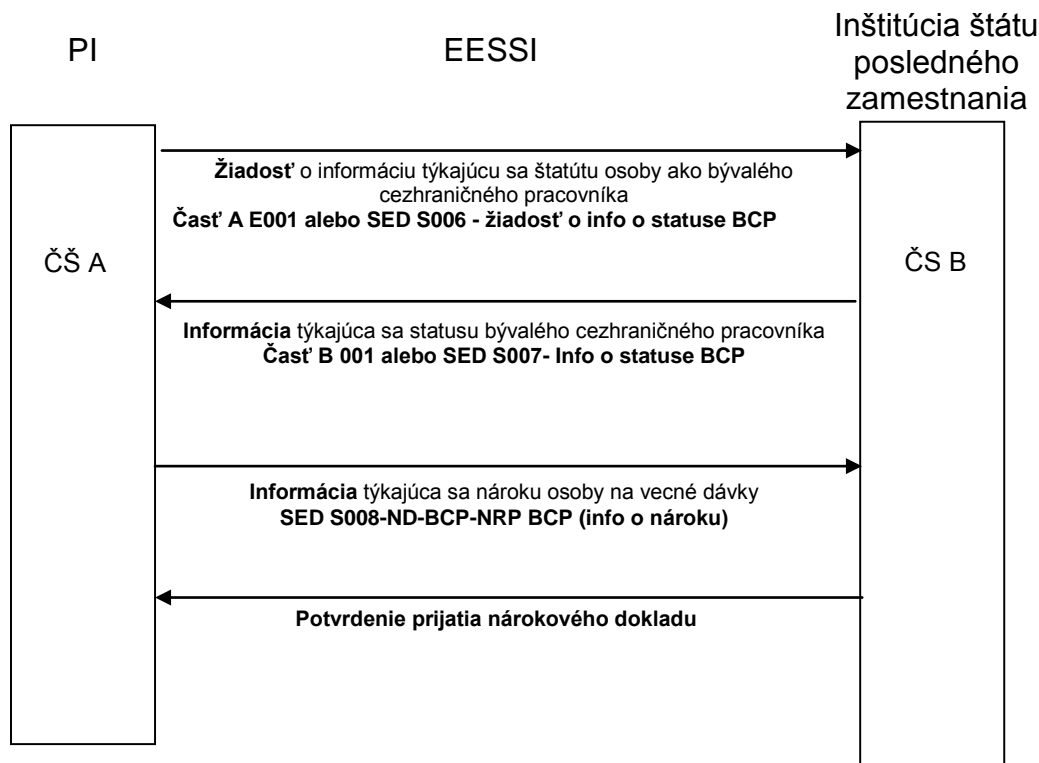 PI
EESSI
Inštitúcia štátu
posledného
zamestnania
Žiadosť o informáciu týkajúcu sa štatútu osoby ako bývalého
cezhraničného pracovníka
Časť A E001 alebo SED S006 - žiadosť o info o statuse BCP
ČŠ A
ČS B
Informácia týkajúca sa statusu bývalého cezhraničného pracovníka
Časť B 001 alebo SED S007- Info o statuse BCP
Informácia týkajúca sa nároku osoby na vecné dávky
SED S008-ND-BCP-NRP BCP (info o nároku)
Potvrdenie prijatia nárokového dokladu